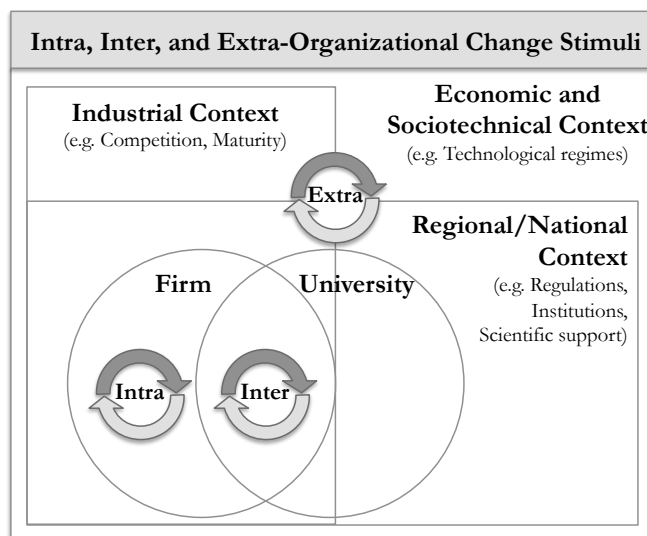 Intra, Inter, and Extra-Organizational Change Stimuli
Industrial Context
(e.g. Competition, Maturity)
Economic and
Sociotechnical Context
(e.g. Technological regimes)
Extra
Regional/National
Context
(e.g. Regulations,
Institutions,
Scientific support)
Firm
University
Intra
Inter